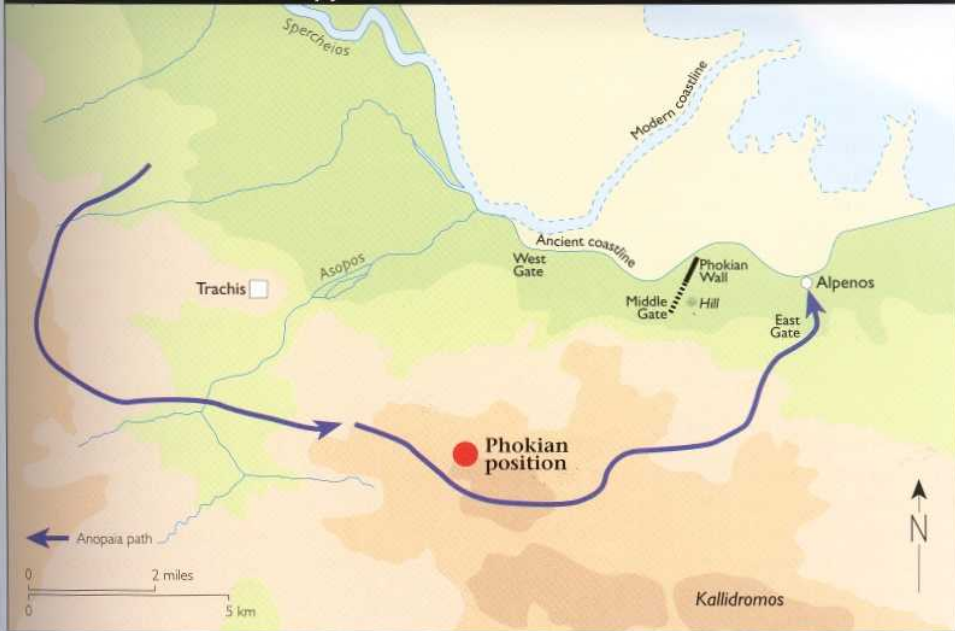 Spercheios
Modern coastline
Ancient coastline
West
Gate
Phokian
Wall
Asopos
Trachis
Alpenos
Middle
Gate
Hill
East
Gate
Phokian
position
N
Anopaia path
0
2 miles
0
5 km
Kallidromos